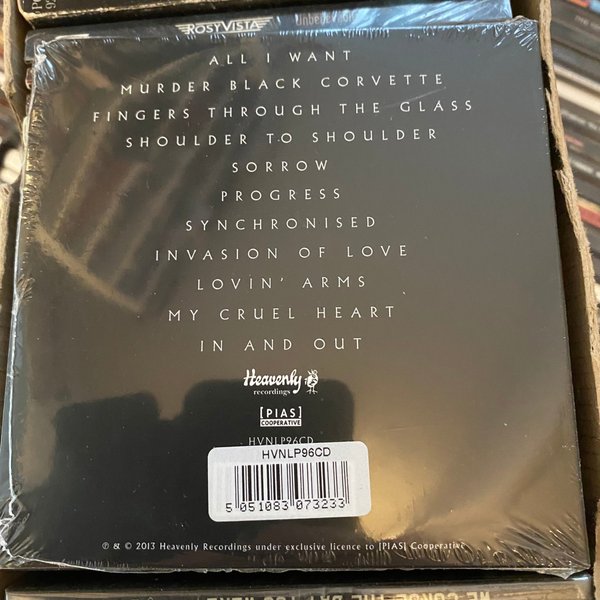 ROSY VISTA
ALL I WANT
MURDER BLACK CORVETTE
FINGERS THROUGH THE GLASS
SHOULDER TO SHOULDER
SORROW
PROGRESS
SYNCHRONISED
INVASION OF LOVE
LOVIN' ARMS
MY CRUEL HEART
IN AND OUT
Heavenly
recordings
[PIAS]
COOPERATIVE
HVNLP96CD
HVNLP96CD
5 051083 073233
℗ & © 2013 Heavenly Recordings under exclusive licence to [PIAS] Cooperative